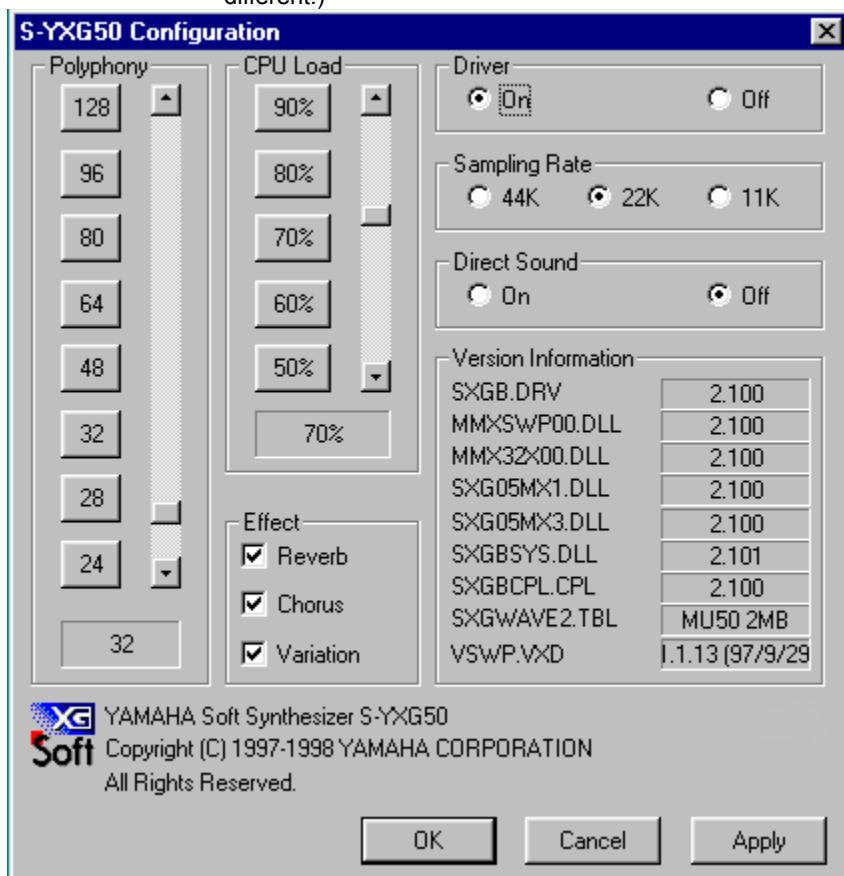 different.)
S-YXG50 Configuration
Polyphony
128
96
80
64
48
32
28
24
32
CPU Load
90%
80%
70%
60%
50%
70%
Effect
Reverb
Chorus
Variation
Driver
On Off
Sampling Rate
44K 22K 11K
Direct Sound
On Off
Version Information
SXGB.DRV 2.100
MMXSWP00.DLL 2.100
MMX3ZX00.DLL 2.100
SXG05MX1.DLL 2.100
SXG05MX3.DLL 2.100
SXGBSYS.DLL 2.101
SXGBCPL.CPL 2.100
SXGWAVE2.TBL MU50 2MB
VSWP.VXD .1.13 (97/9/29
XG
Soft
YAMAHA Soft Synthesizer S-YXG50
Copyright (C) 1997-1998 YAMAHA CORPORATION
All Rights Reserved.
OK Cancel Apply